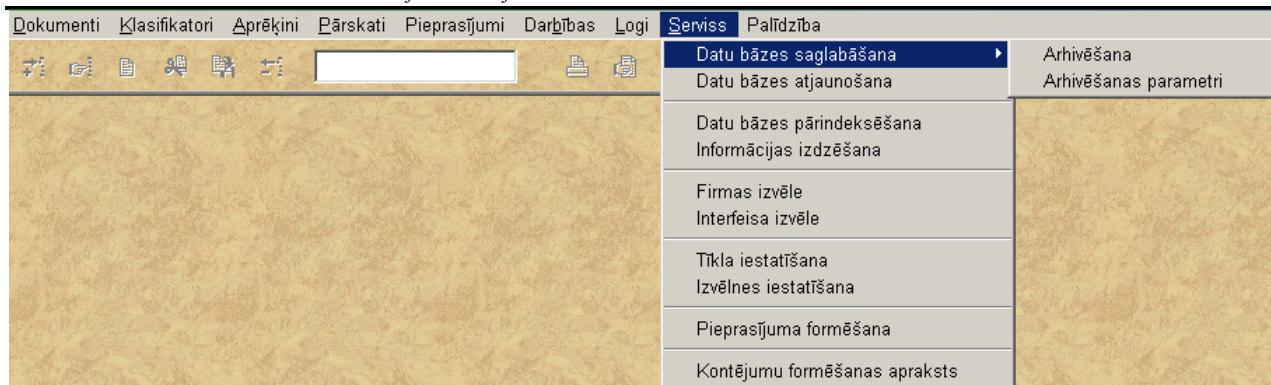 Dokumenti Klasifikatori Aprēķini Pārskati Pieprasījumi Darbības Logi Serviss Palīdzība
Datu bāzes saglabāšana
Arhivēšana
Datu bāzes atjaunošana
Arhivēšanas parametri
Datu bāzes pārindeksēšana
Informācijas izdzēšana
Firmas izvēle
Interfeisa izvēle
Tīkla iestatīšana
Izvēlnes iestatīšana
Pieprasījuma formēšana
Kontējumu formēšanas apraksts